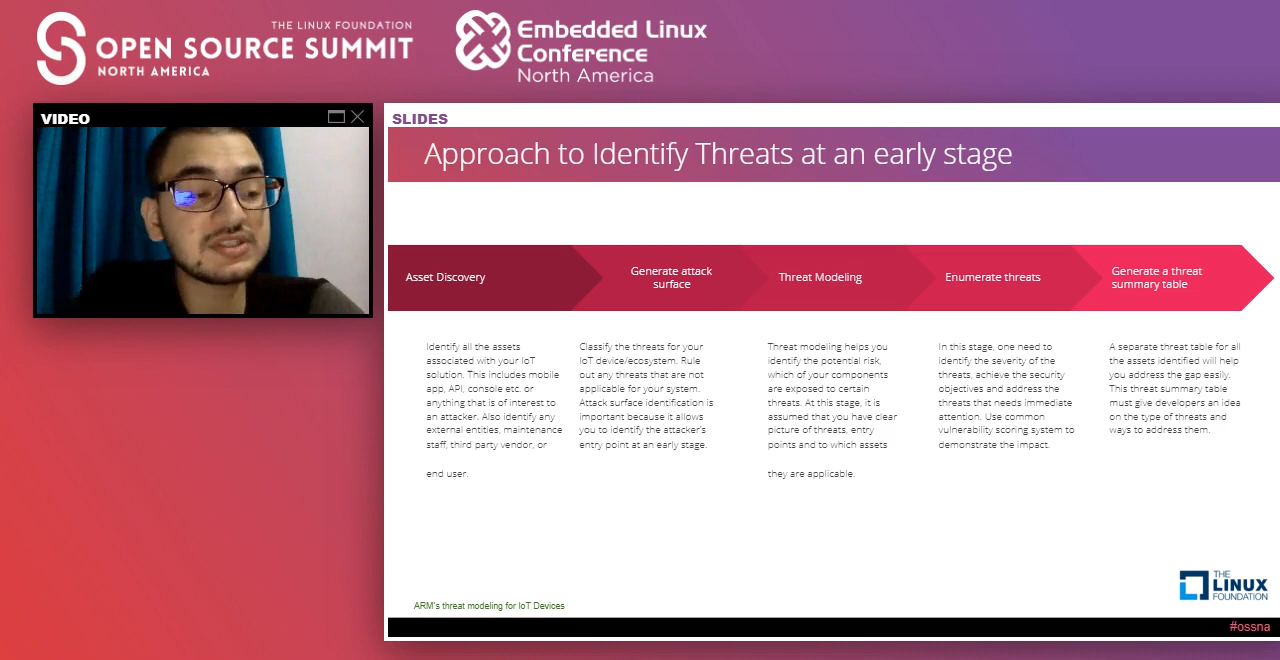 THE LINUX FOUNDATION
OPEN SOURCE SUMMIT
NORTH AMERICA
Embedded Linux
Conference
North America
VIDEO
SLIDES
Approach to Identify Threats at an early stage
Asset Discovery
Generate attack
surface
Threat Modeling
Enumerate threats
Generate a threat
summary table
Identify all the assets
associated with your IoT
solution. This includes mobile
app, API, console etc. or
anything that is of interest to
an attacker. Also identify any
external entities, maintenance
staff, third party vendor, or
end user.
Classify the threats for your
IoT device/ecosystem. Rule
out any threats that are not
applicable for your system.
Attack surface identification is
important because it allows
you to identify the attacker's
entry point at an early stage.
Threat modeling helps you
identify the potential risk,
which of your components
are exposed to certain
threats. At this stage, it is
assumed that you have clear
picture of threats, entry
points and to which assets
they are applicable.
In this stage, one need to
identify the severity of the
threats, achieve the security
objectives and address the
threats that needs immediate
attention. Use common
vulnerability scoring system to
demonstrate the impact.
A separate threat table for all
the assets identified will help
you address the gap easily.
This threat summary table
must give developers an idea
on the type of threats and
ways to address them.
THE
LINUX
FOUNDATION
ARM's threat modeling for IoT Devices
#ossna